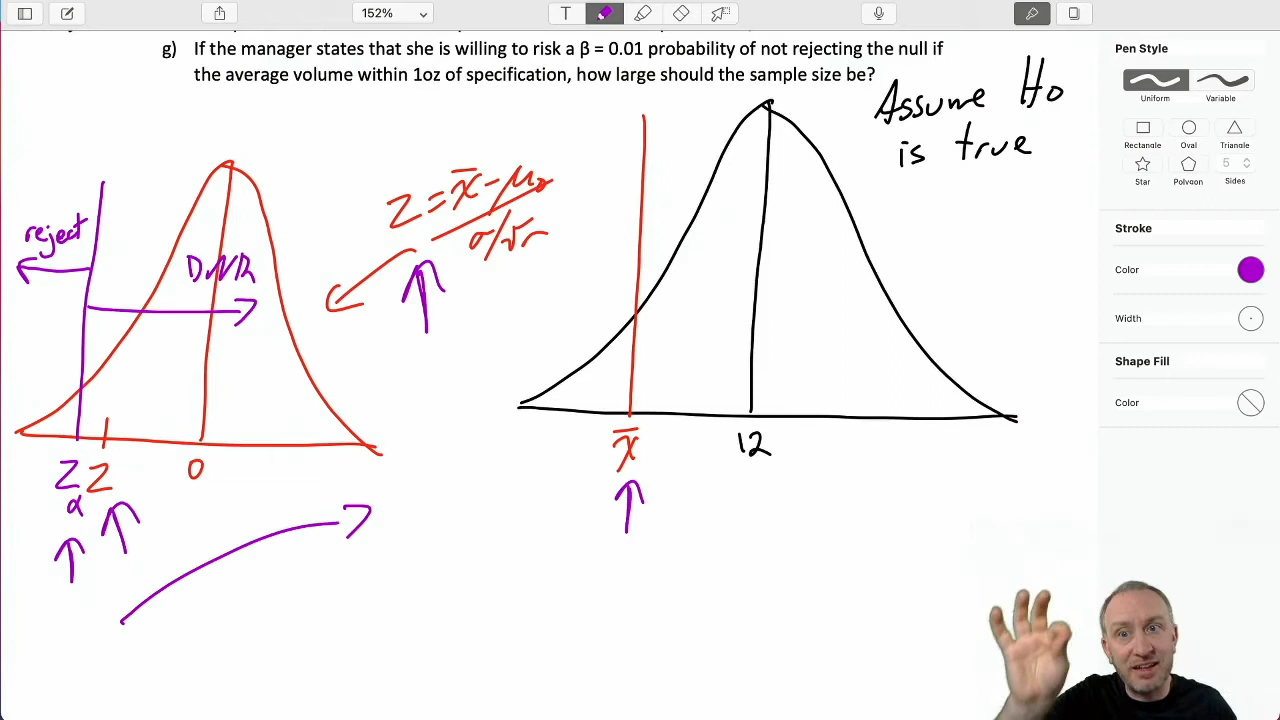 152%
T
g) If the manager states that she is willing to risk a β = 0.01 probability of not rejecting the null if
the average volume within 1oz of specification, how large should the sample size be?
Assume H0
is true
reject
DNR
Z = x̄ - μ0
σ/√n
Zα
Z
0
x̄
12
Pen Style
Uniform
Variable
Rectangle
Oval
Triangle
Star
Polygon
5
Sides
Stroke
Color
Width
Shape Fill
Color